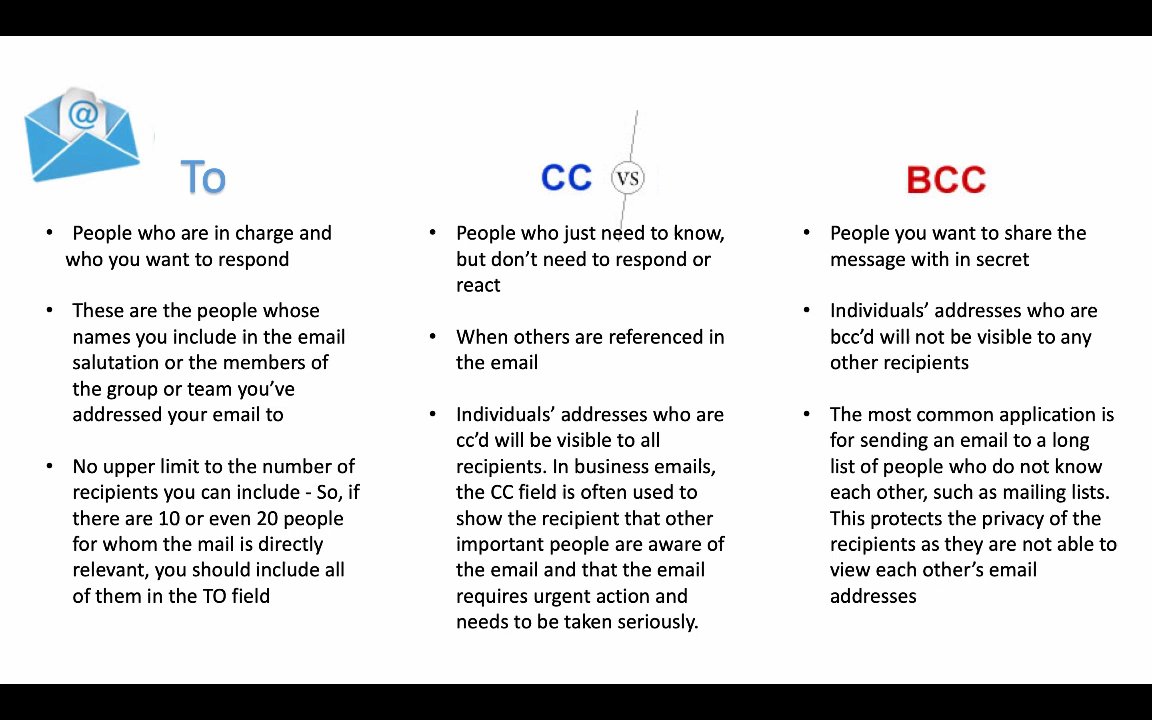 @
To
• People who are in charge and
who you want to respond
• These are the people whose
names you include in the email
salutation or the members of
the group or team you’ve
addressed your email to
• No upper limit to the number of
recipients you can include - So, if
there are 10 or even 20 people
for whom the mail is directly
relevant, you should include all
of them in the TO field
CC VS
• People who just need to know,
but don’t need to respond or
react
• When others are referenced in
the email
• Individuals’ addresses who are
cc’d will be visible to all
recipients. In business emails,
the CC field is often used to
show the recipient that other
important people are aware of
the email and that the email
requires urgent action and
needs to be taken seriously.
BCC
• People you want to share the
message with in secret
• Individuals’ addresses who are
bcc’d will not be visible to any
other recipients
• The most common application is
for sending an email to a long
list of people who do not know
each other, such as mailing lists.
This protects the privacy of the
recipients as they are not able to
view each other’s email
addresses